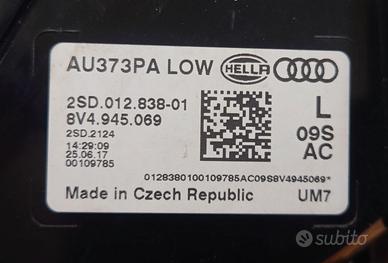 AU373PA LOW HELLA
2SD.012.838-01 L
8V4.945.069
2SD.2124 09S
14:29:09 AC
25.06.17
00109785
0128380100109785AC09S8V4945069*
Made in Czech Republic UM7
subito